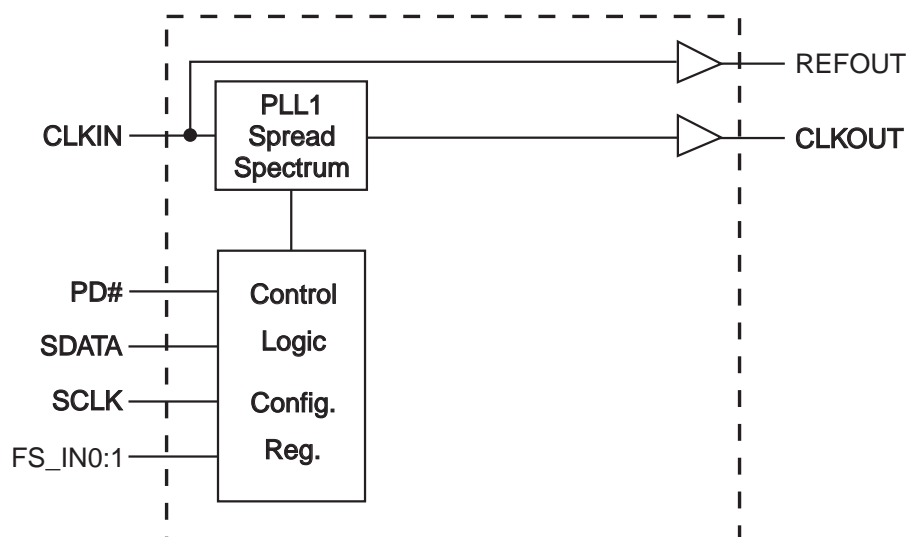 REFOUT
PLL1
Spread
Spectrum
CLKIN
CLKOUT
PD#
SDATA
SCLK
FS_IN0:1
Control
Logic
Config.
Reg.